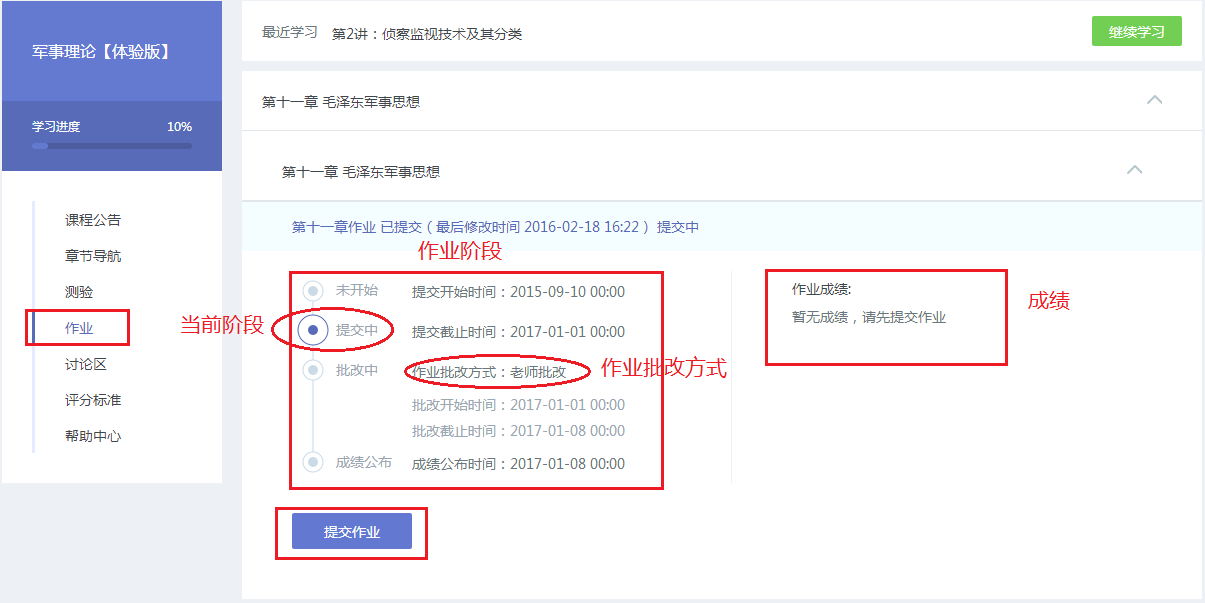 军事理论【体验版】
学习进度 10%
课程公告
章节导航
测验
作业
讨论区
评分标准
帮助中心
最近学习 第2讲：侦察监视技术及其分类 继续学习
第十一章 毛泽东军事思想
第十一章 毛泽东军事思想
第十一章作业 已提交（最后修改时间 2016-02-18 16:22） 提交中
作业阶段
未开始 提交开始时间：2015-09-10 00:00
当前阶段 提交中 提交截止时间：2017-01-01 00:00
批改中 作业批改方式：老师批改 作业批改方式
批改开始时间：2017-01-01 00:00
批改截止时间：2017-01-08 00:00
成绩公布 成绩公布时间：2017-01-08 00:00
作业成绩:
暂无成绩，请先提交作业
成绩
提交作业